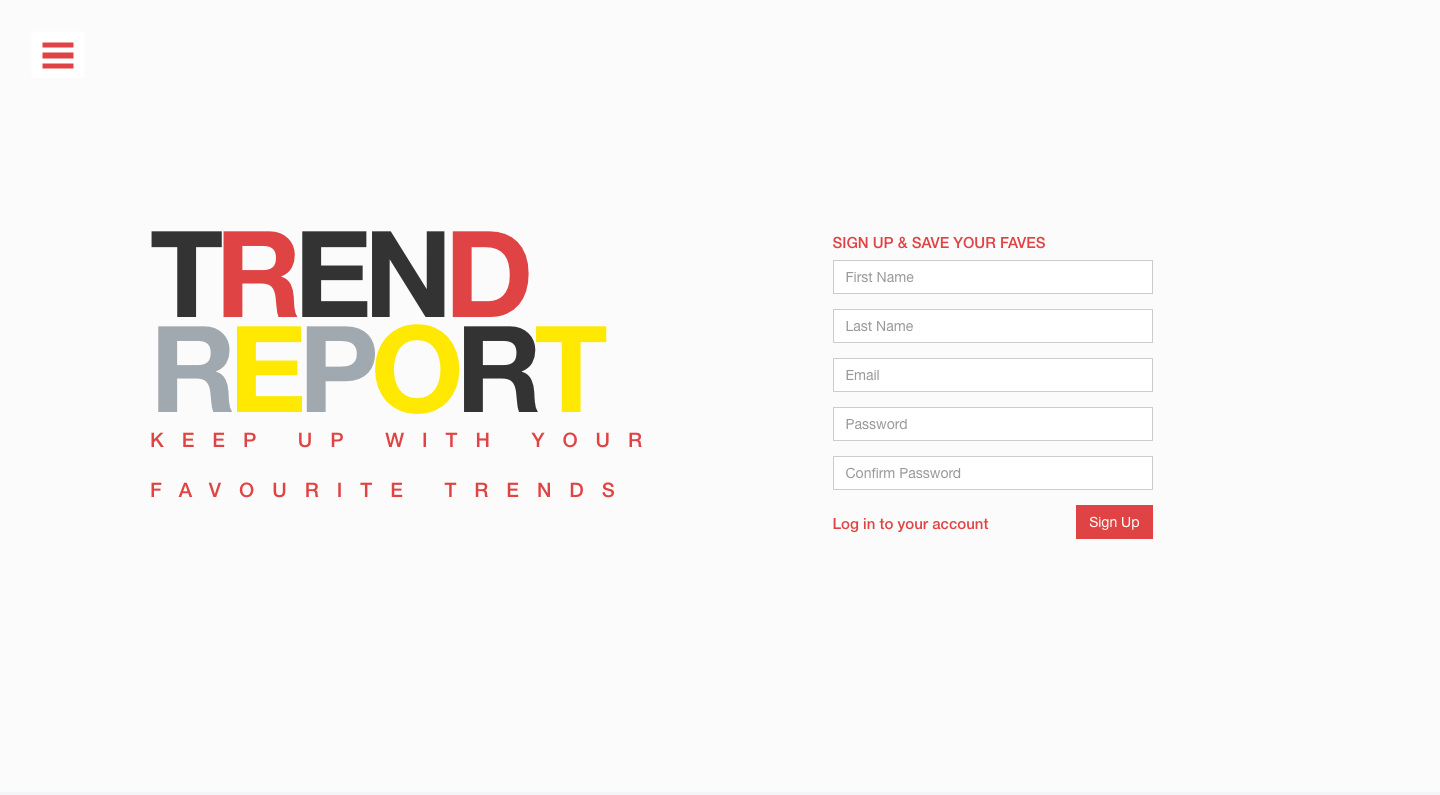 TREND
REPORT
KEEP UP WITH YOUR
FAVOURITE TRENDS
SIGN UP & SAVE YOUR FAVES
First Name
Last Name
Email
Password
Confirm Password
Log in to your account
Sign Up